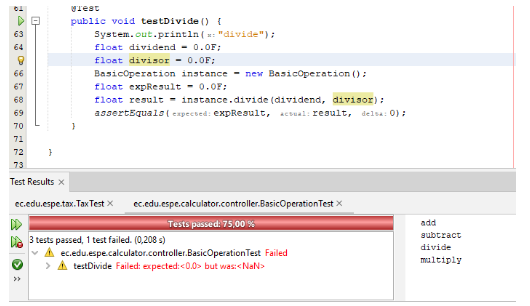 61 @Test
public void testDivide() {
63 System.out.println(x:"divide");
64 float dividend = 0.0F;
float divisor = 0.0F;
66 BasicOperation instance = new BasicOperation();
67 float expResult = 0.0F;
68 float result = instance.divide(dividend, divisor);
69 assertEquals(expected:expResult, actual:result, delta:0);
70 }
71
72 }
73
Test Results ×
ec.edu.espe.tax.TaxTest × ec.edu.espe.calculator.controller.BasicOperationTest ×
Tests passed: 75,00 %
3 tests passed, 1 test failed. (0,208 s)
ec.edu.espe.calculator.controller.BasicOperationTest Failed
testDivide Failed: expected:<0.0> but was:<NaN>
add
subtract
divide
multiply